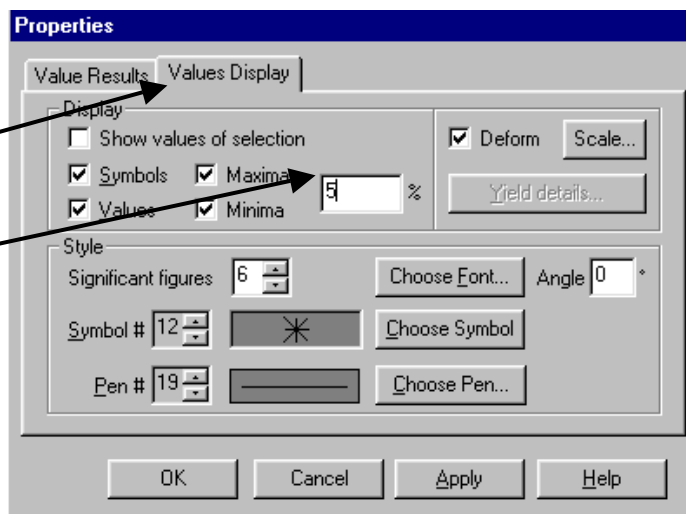 Properties
Value Results Values Display
Display
Show values of selection
Symbols Maxima
Values Minima
5 %
Deform Scale...
Yield details...
Style
Significant figures 6 Choose Font... Angle 0 °
Symbol # 12 Choose Symbol
Pen # 19 Choose Pen...
OK Cancel Apply Help